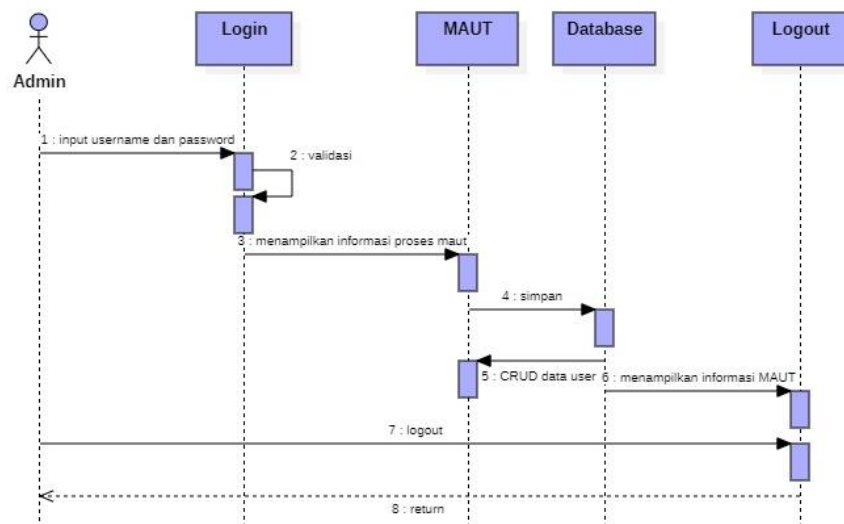 Login
MAUT
Database
Logout
Admin
1 : input username dan password
2 : validasi
3 : menampilkan informasi proses maut
4 : simpan
5 : CRUD data user
6 : menampilkan informasi MAUT
7 : logout
8 : return